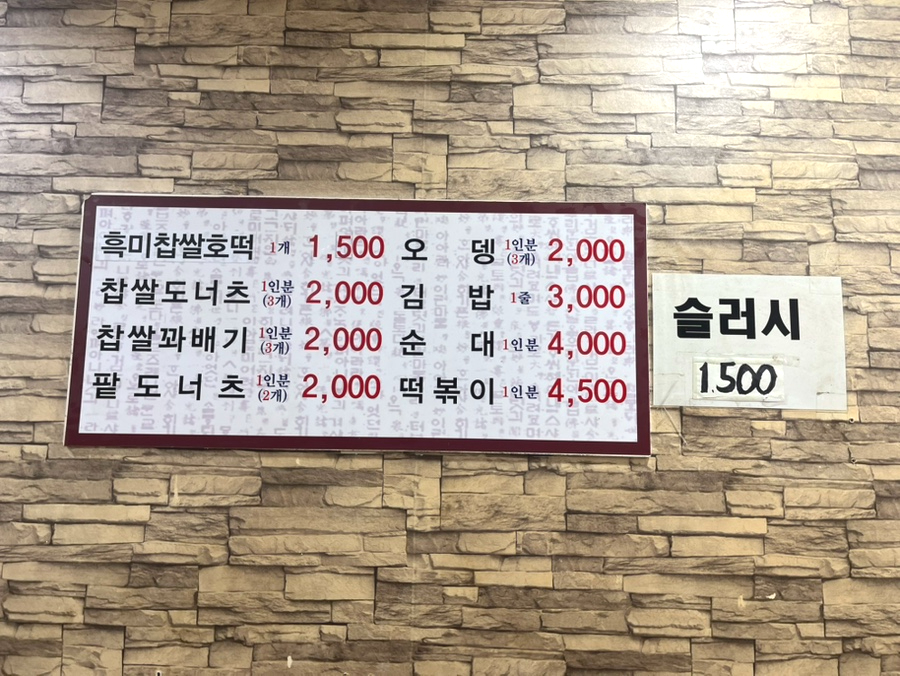 흑미찹쌀호떡 1개 1,500
찹쌀도너츠 1인분 (3개) 2,000
찹쌀꽈배기 1인분 (3개) 2,000
팥도너츠 1인분 (2개) 2,000
오뎅 1인분 (3개) 2,000
김밥 1줄 3,000
순대 1인분 4,000
떡볶이 1인분 4,500
슬러시
1.500